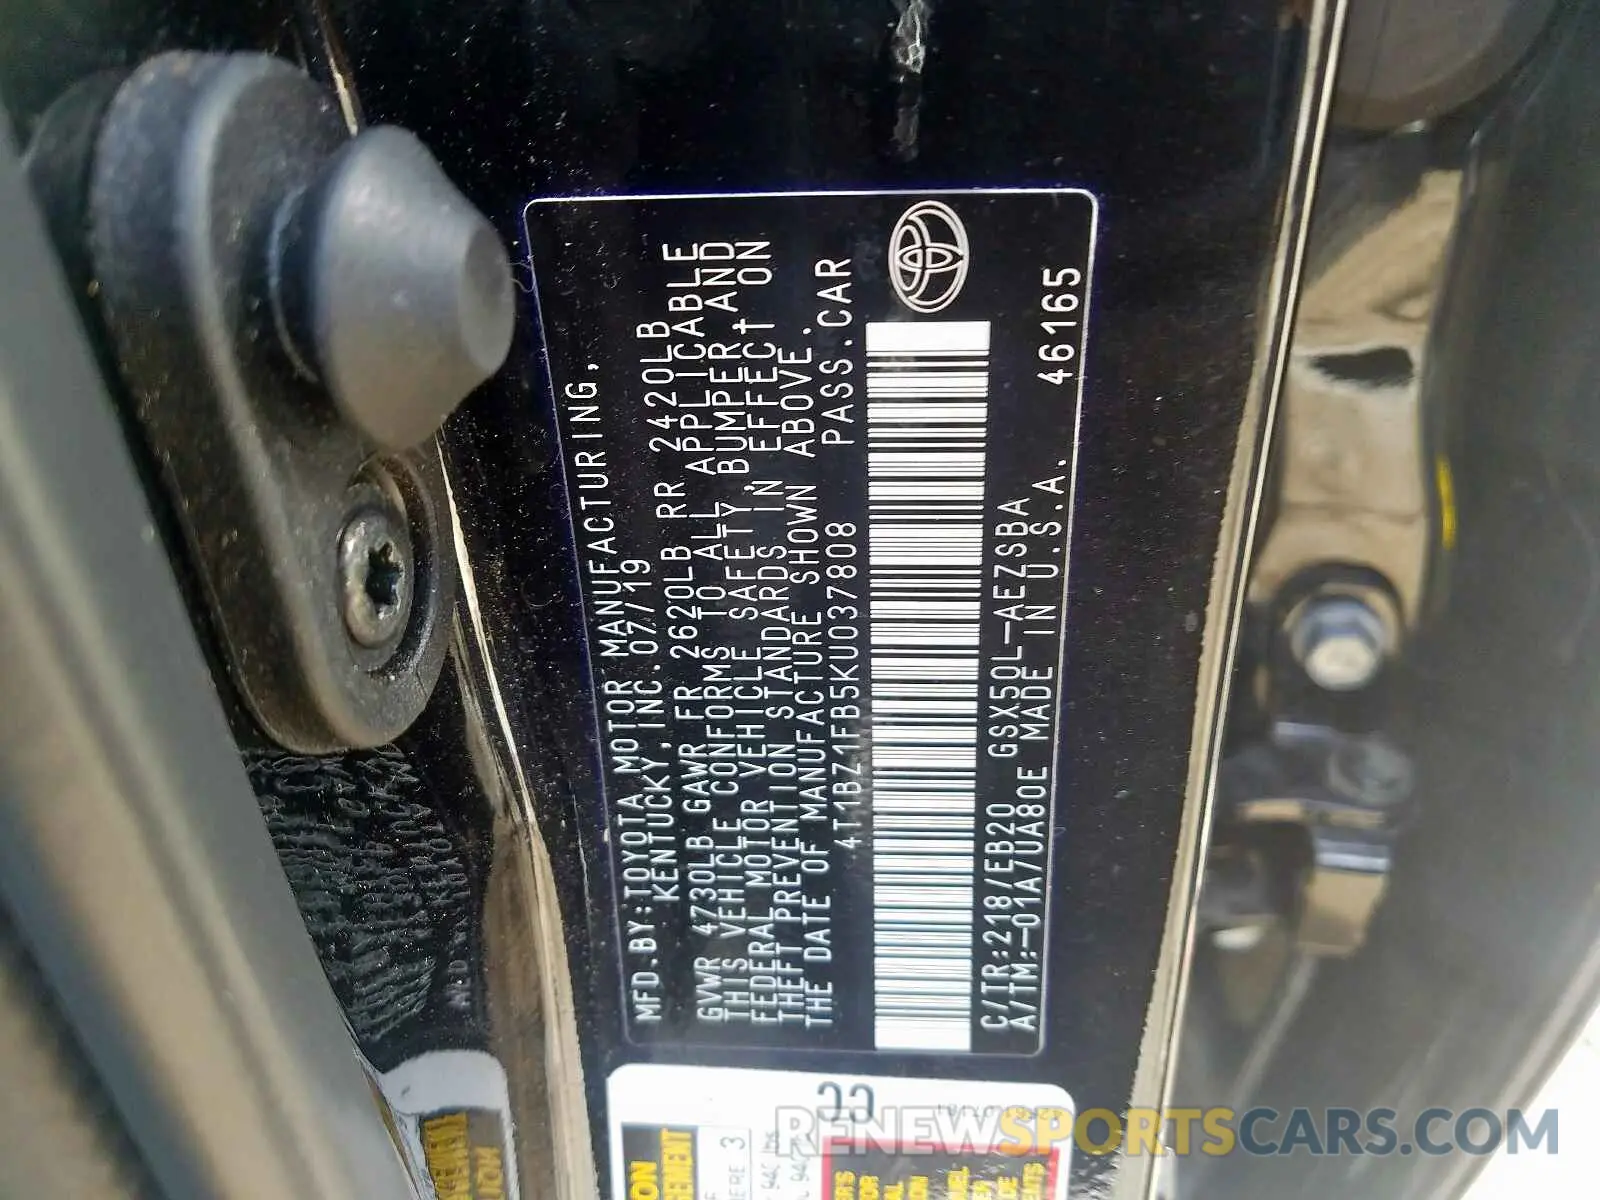 MFD.BY:TOYOTA MOTOR MANUFACTURING,
KENTUCKY,INC.07/19
GVWR 4730LB GAWR FR 2620LB RR 2420LB
THIS VEHICLE CONFORMS TO ALL APPLICABLE
FEDERAL MOTOR VEHICLE SAFETY, BUMPER, AND
THEFT PREVENTION STANDARDS IN EFFECT ON
THE DATE OF MANUFACTURE SHOWN ABOVE.
4T1BZ1FB5KU037808 PASS.CAR
C/TR:218/EB20 GSX50L-AEZSBA
A/TM:-01A/UA80E MADE IN U.S.A. 46165
RENEWSPORTSCARS.COM